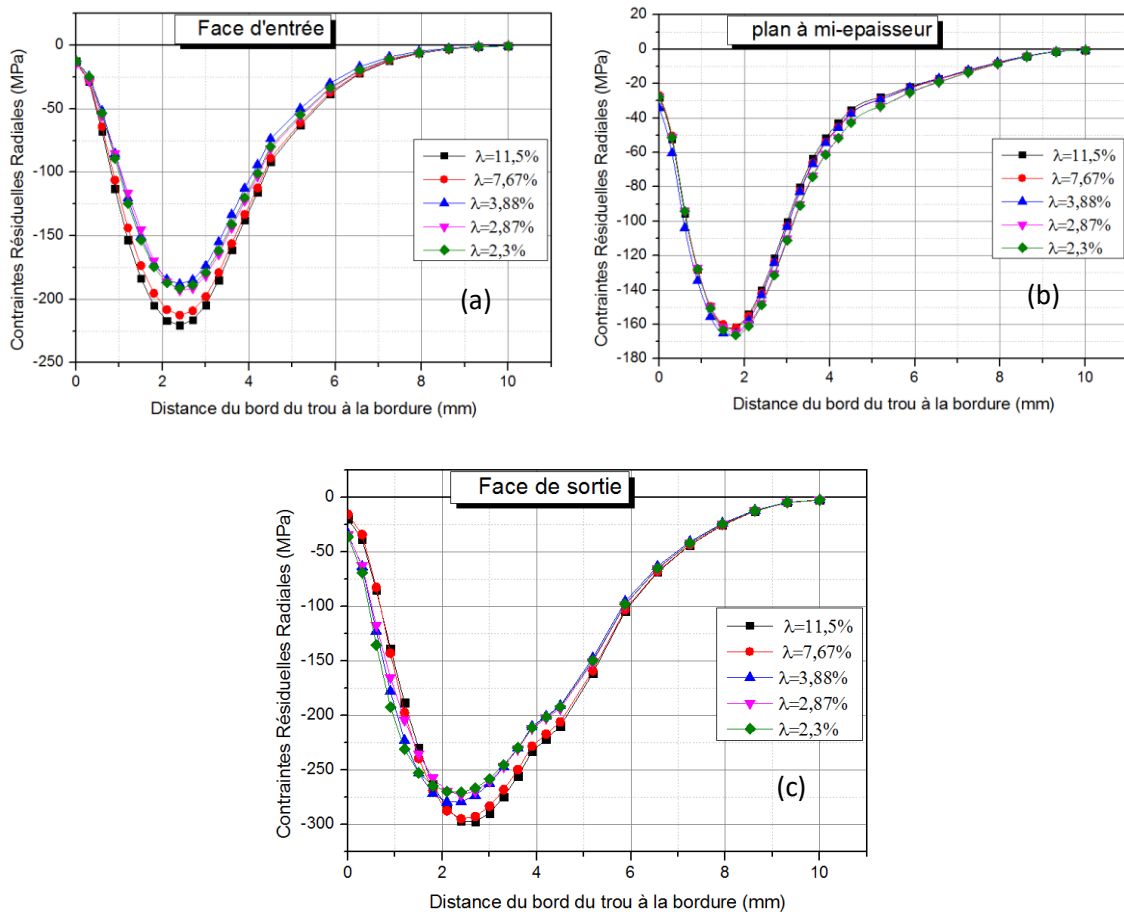 Face d'entrée
Contraintes Résiduelles Radiales (MPa)
0
-50
-100
-150
-200
-250
0
2
4
6
8
10
Distance du bord du trou à la bordure (mm)
λ=11,5%
λ=7,67%
λ=3,88%
λ=2,87%
λ=2,3%
(a)
plan à mi-epaisseur
Contraintes Résiduelles Radiales (MPa)
20
0
-20
-40
-60
-80
-100
-120
-140
-160
-180
0
2
4
6
8
10
Distance du bord du trou à la bordure (mm)
λ=11,5%
λ=7,67%
λ=3,88%
λ=2,87%
λ=2,3%
(b)
Face de sortie
Contraintes Résiduelles Radiales (MPa)
0
-50
-100
-150
-200
-250
-300
0
2
4
6
8
10
Distance du bord du trou à la bordure (mm)
λ=11,5%
λ=7,67%
λ=3,88%
λ=2,87%
λ=2,3%
(c)